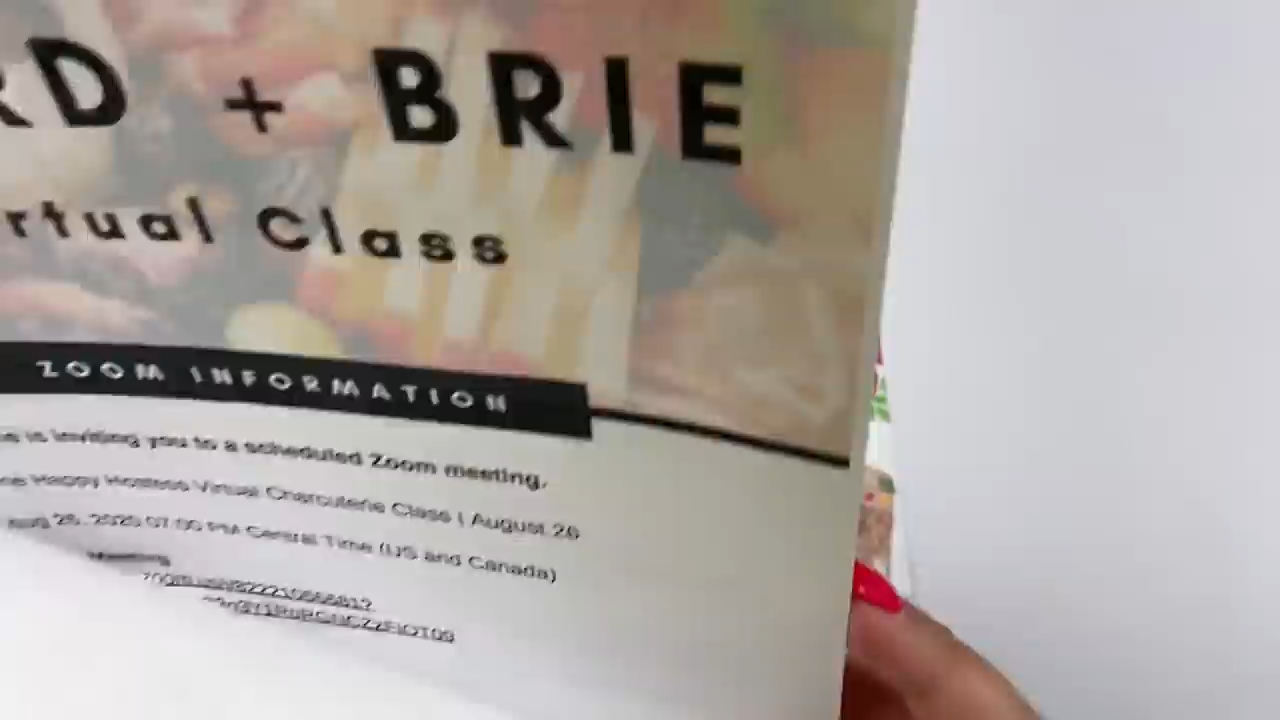 RD + BRIE
rtual Class
ZOOM INFORMATION
is inviting you to a scheduled Zoom meeting.
Happy Hostess Virtual Charcuterie Class | August 26
Aug 26, 2020 07:00 PM Central Time (US and Canada)
Meeting